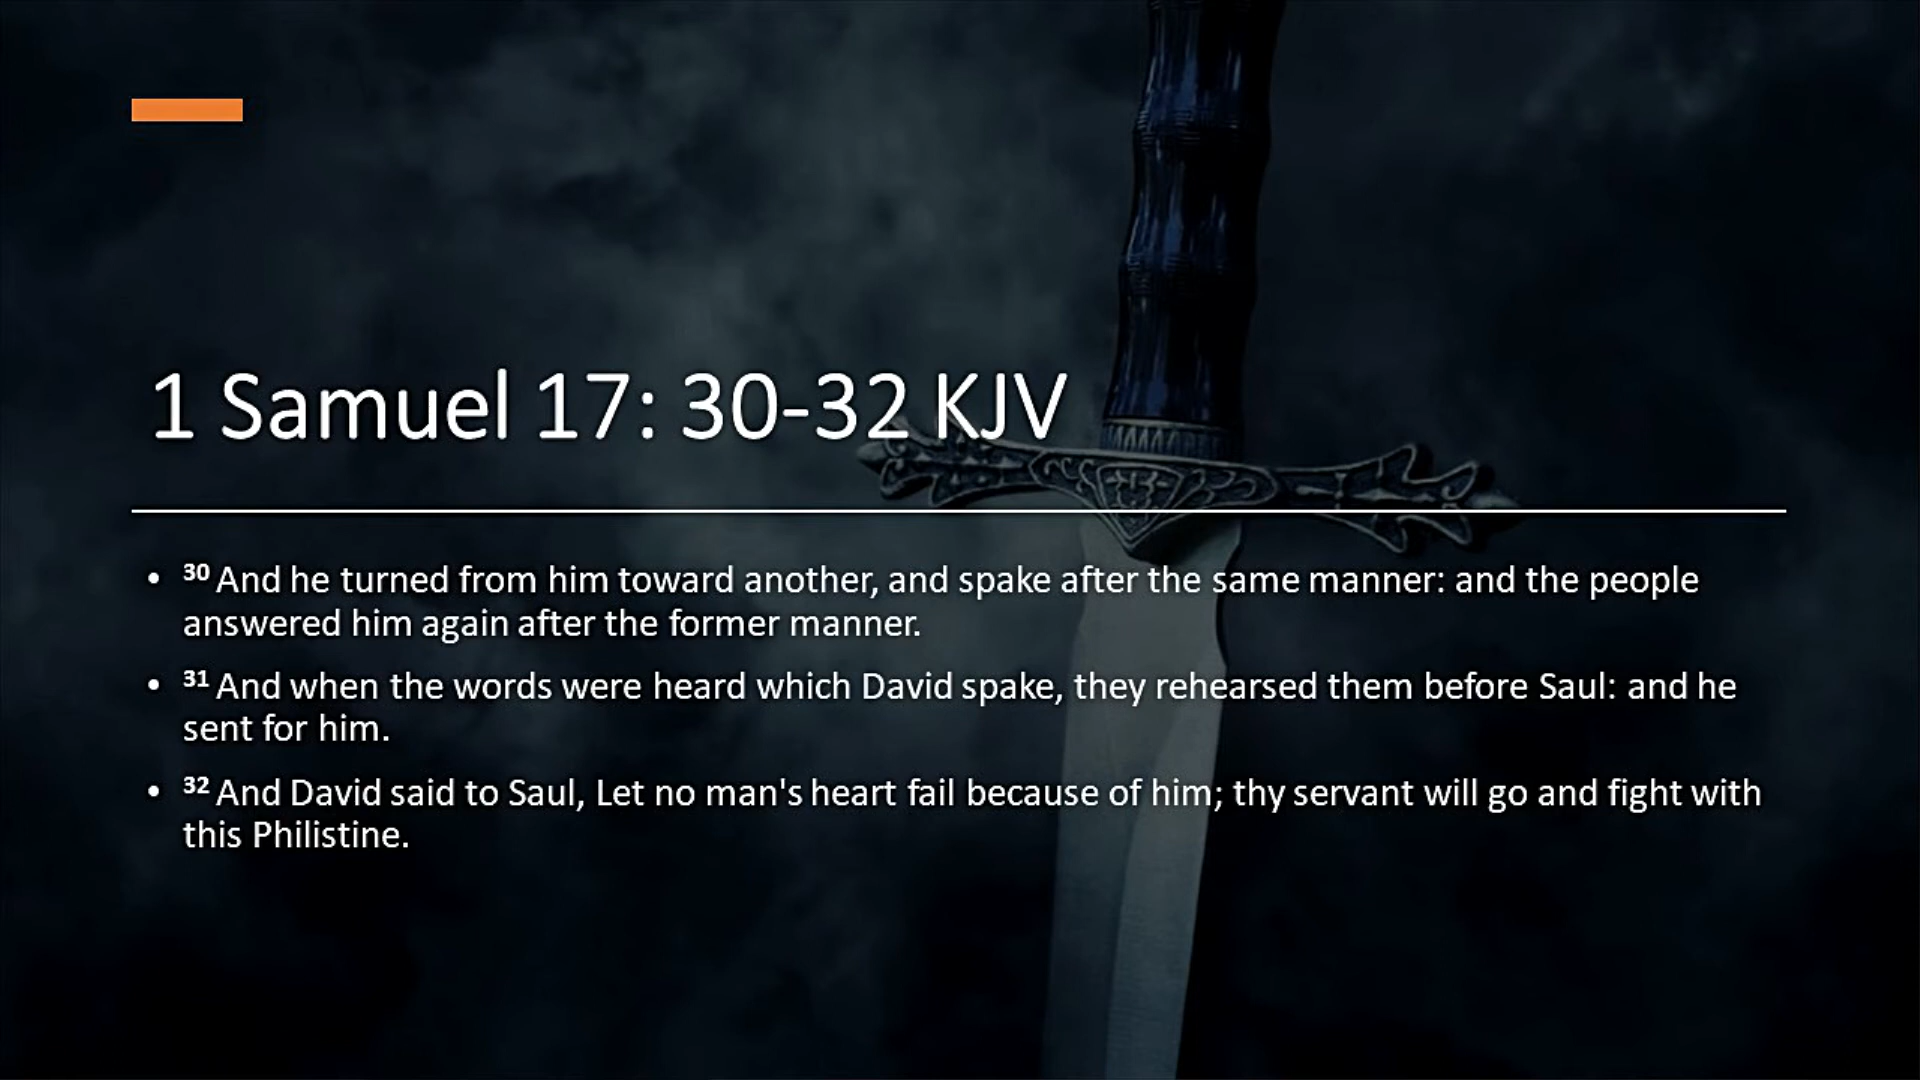 1 Samuel 17: 30-32 KJV
• 30 And he turned from him toward another, and spake after the same manner: and the people
answered him again after the former manner.
• 31 And when the words were heard which David spake, they rehearsed them before Saul: and he
sent for him.
• 32 And David said to Saul, Let no man's heart fail because of him; thy servant will go and fight with
this Philistine.